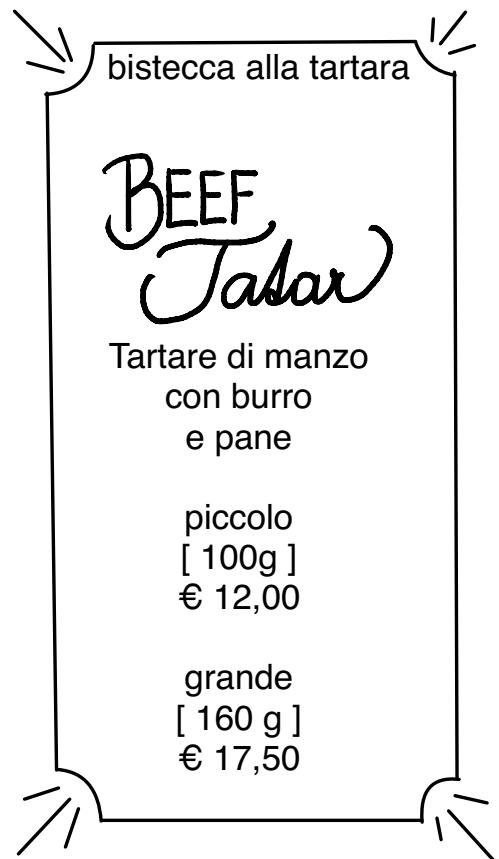 bistecca alla tartara
BEEF
Tatar
Tartare di manzo
con burro
e pane
piccolo
[ 100g ]
€ 12,00
grande
[ 160 g ]
€ 17,50